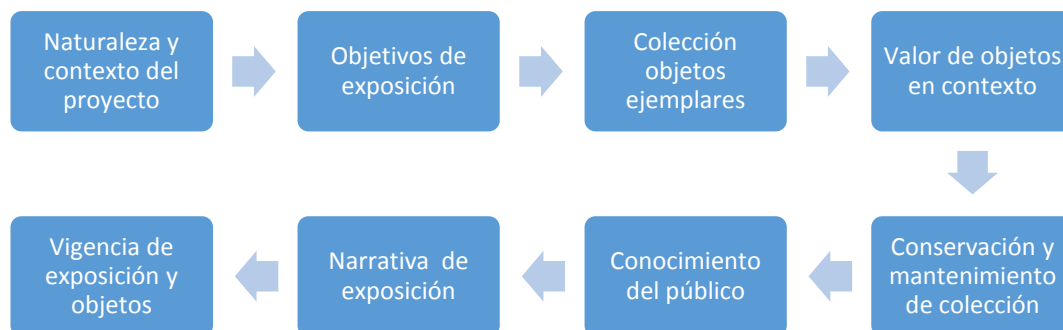 Naturaleza y
contexto del
proyecto
Objetivos de
exposición
Colección
objetos
ejemplares
Valor de objetos
en contexto
Conservación y
mantenimiento
de colección
Conocimiento
del público
Narrativa de
exposición
Vigencia de
exposición y
objetos